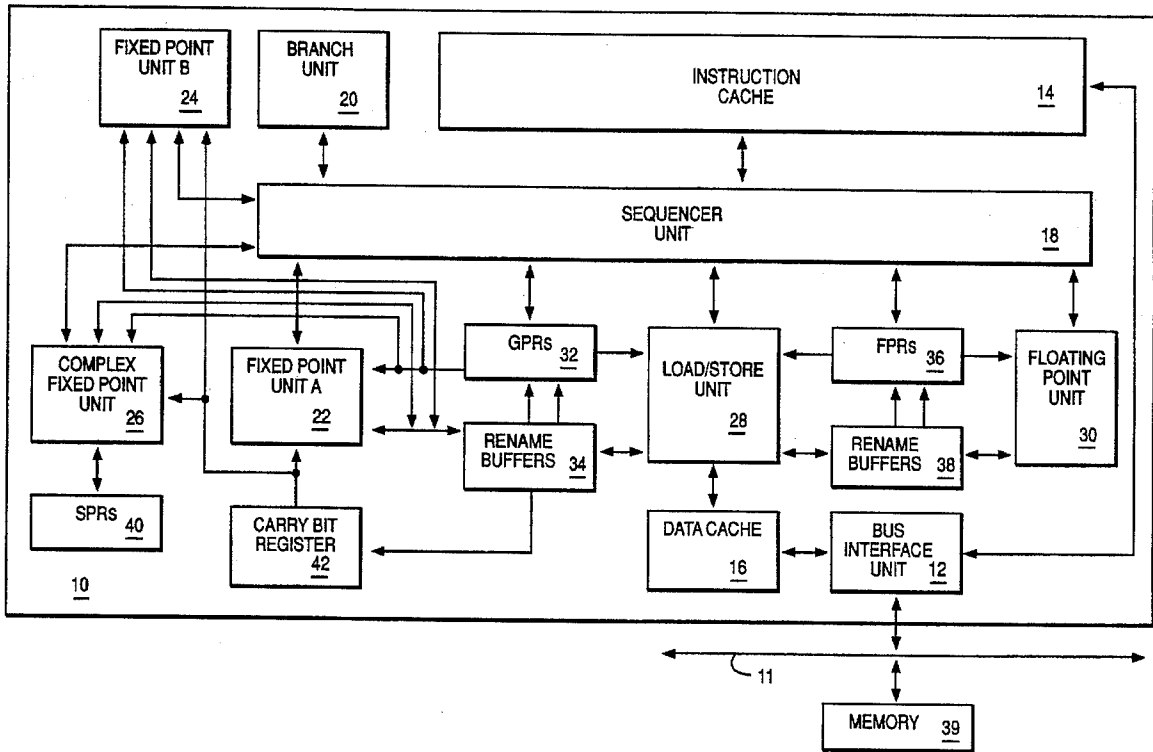 FIXED POINT
UNIT B
24
BRANCH
UNIT
20
INSTRUCTION
CACHE
14
SEQUENCER
UNIT
18
COMPLEX
FIXED POINT
UNIT
26
FIXED POINT
UNIT A
22
GPRs 32
LOAD/STORE
UNIT
28
FPRs 36
FLOATING
POINT
UNIT
30
RENAME
BUFFERS 34
RENAME
BUFFERS 38
SPRs 40
CARRY BIT
REGISTER
42
DATA CACHE
16
BUS
INTERFACE
UNIT 12
10
11
MEMORY 39